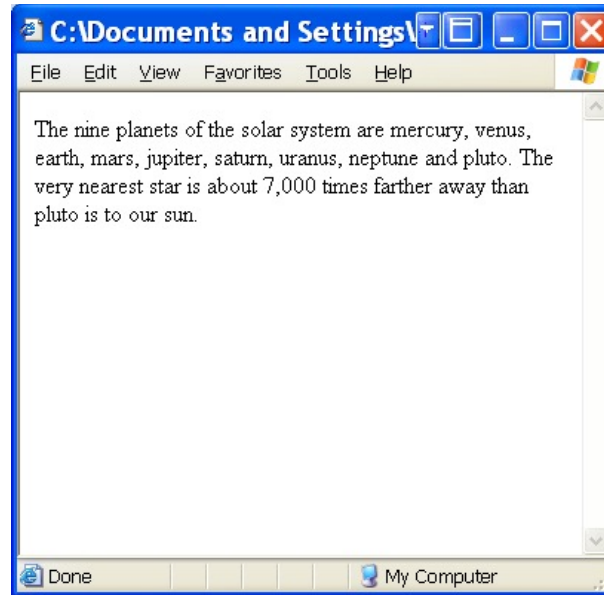 C:\Documents and Settings\
File Edit View Favorites Tools Help
The nine planets of the solar system are mercury, venus,
earth, mars, jupiter, saturn, uranus, neptune and pluto. The
very nearest star is about 7,000 times farther away than
pluto is to our sun.
Done My Computer